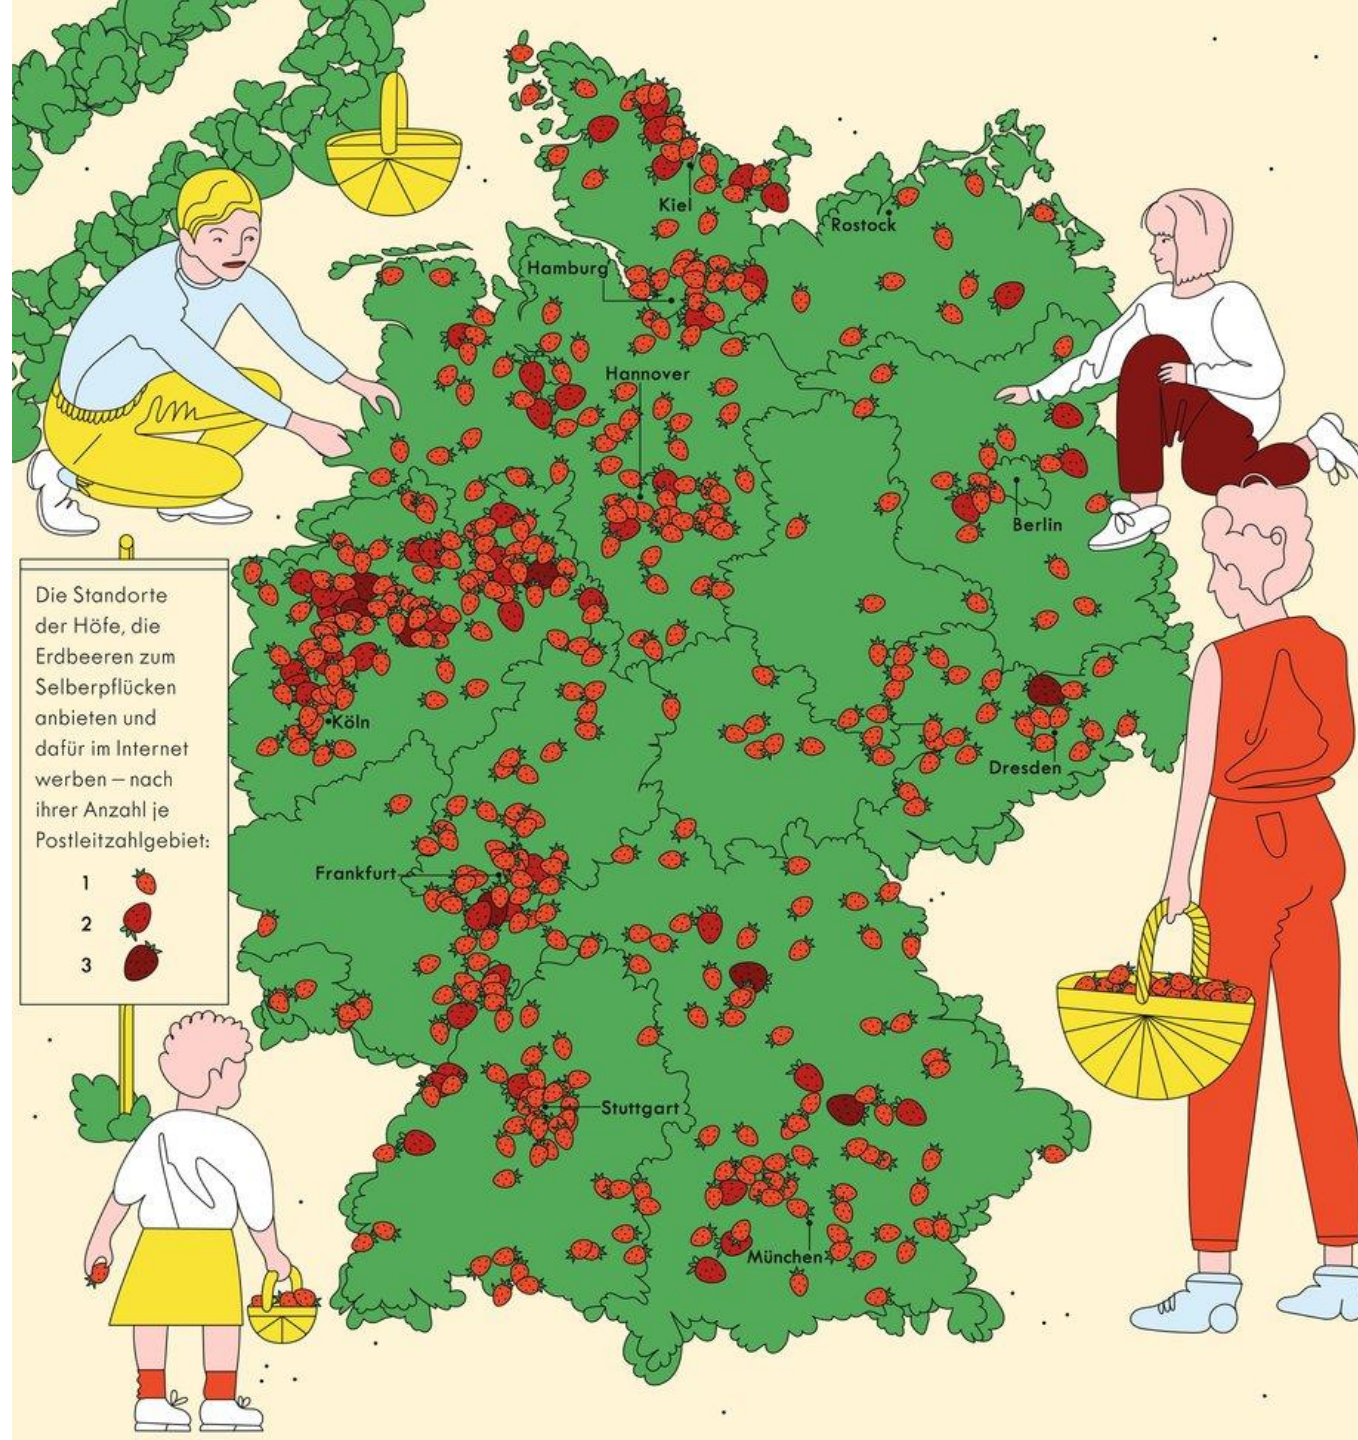 Kiel
Rostock
Hamburg
Hannover
Berlin
Die Standorte
der Höfe, die
Erdbeeren zum
Selberpflücken
anbieten und
dafür im Internet
werben – nach
ihrer Anzahl je
Postleitzahlgebiet:
1
2
3
Köln
Dresden
Frankfurt
Stuttgart
München